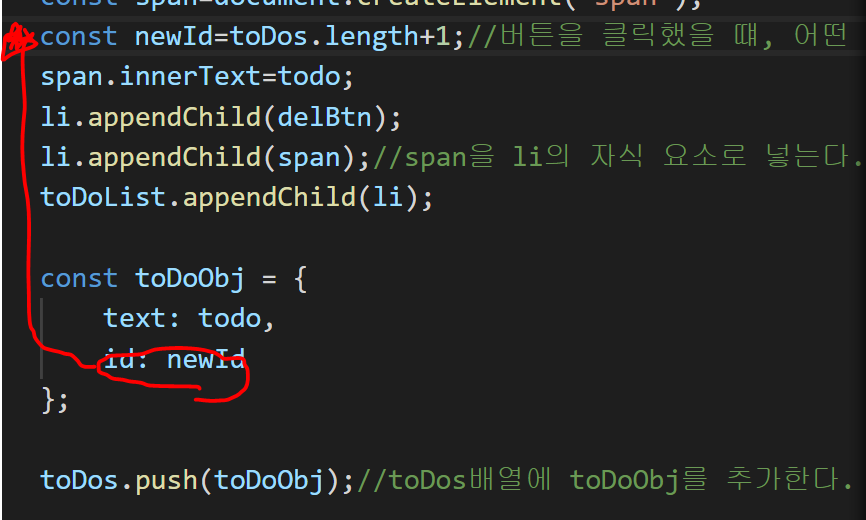 const span=document.createElement("span");
const newId=toDos.length+1;//버튼을 클릭했을 떄, 어떤
span.innerText=todo;
li.appendChild(delBtn);
li.appendChild(span);//span을 li의 자식 요소로 넣는다.
toDoList.appendChild(li);
const toDoObj = {
text: todo,
id: newId
};
toDos.push(toDoObj);//toDos배열에 toDoObj를 추가한다.